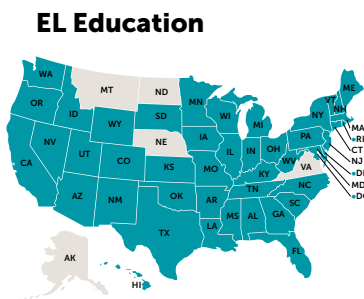 EL Education
WA
MT
ND
MN
ME
VT
NH
OR
ID
SD
WI
NY
MA
RI
WY
MI
CT
NE
IA
PA
NJ
NV
OH
IL
IN
UT
CO
WV
VA
MD
CA
KS
MO
KY
NC
AZ
NM
OK
AR
TN
SC
MS
AL
GA
TX
LA
FL
AK
HI